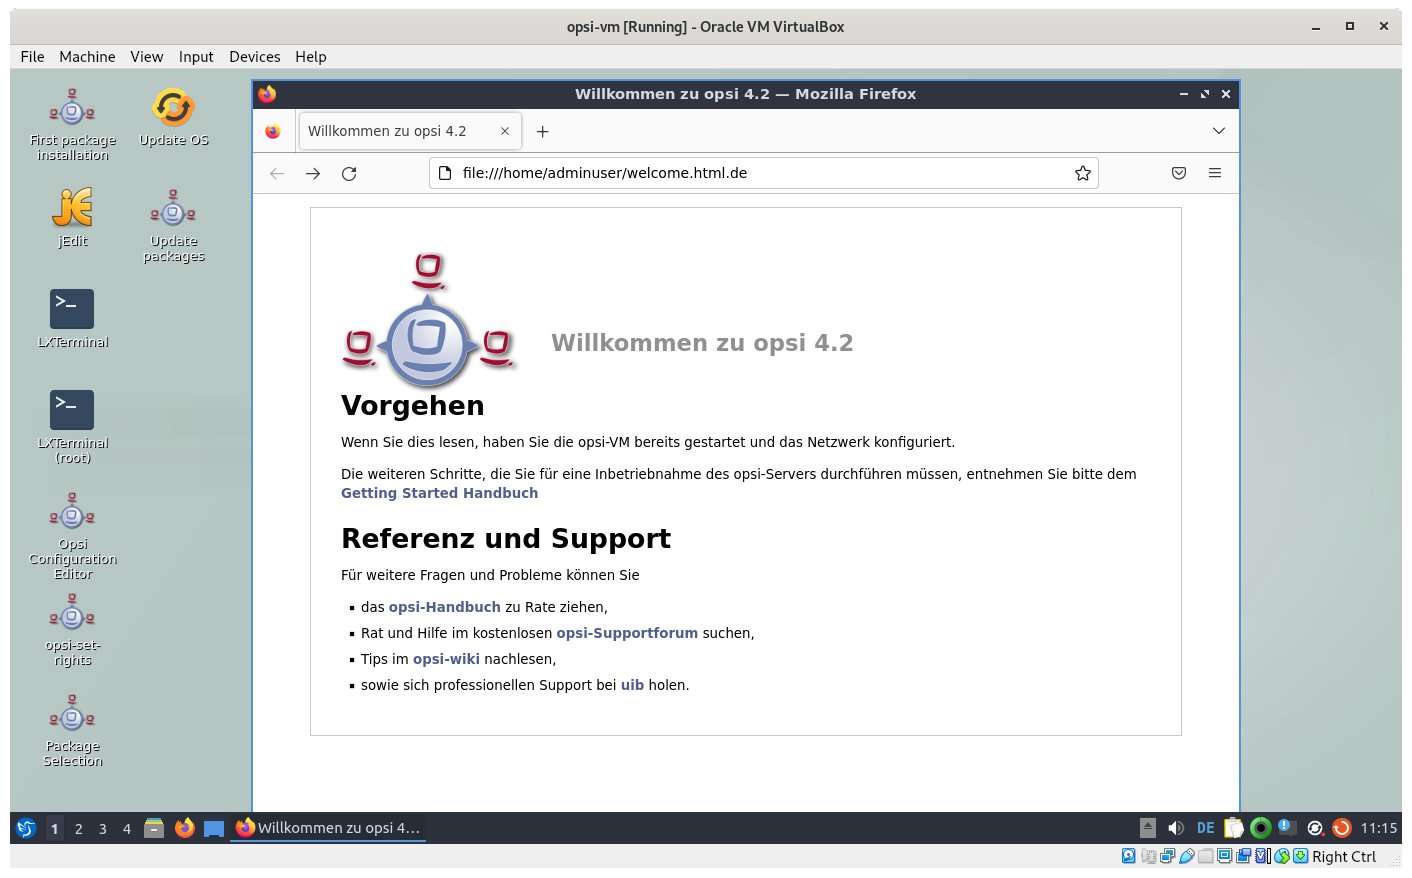 opsi-vm [Running] - Oracle VM VirtualBox
File Machine View Input Devices Help
First package
installation
Update OS
jEdit
Update
packages
LXTerminal
LXTerminal
(root)
Opsi
Configuration
Editor
opsi-set-
rights
Package
Selection
Willkommen zu opsi 4.2 — Mozilla Firefox
Willkommen zu opsi 4.2
file:///home/adminuser/welcome.html.de
Willkommen zu opsi 4.2
Vorgehen
Wenn Sie dies lesen, haben Sie die opsi-VM bereits gestartet und das Netzwerk konfiguriert.
Die weiteren Schritte, die Sie für eine Inbetriebnahme des opsi-Servers durchführen müssen, entnehmen Sie bitte dem
Getting Started Handbuch
Referenz und Support
Für weitere Fragen und Probleme können Sie
▪ das opsi-Handbuch zu Rate ziehen,
▪ Rat und Hilfe im kostenlosen opsi-Supportforum suchen,
▪ Tips im opsi-wiki nachlesen,
▪ sowie sich professionellen Support bei uib holen.
1 2 3 4 Willkommen zu opsi 4... DE 11:15
Right Ctrl